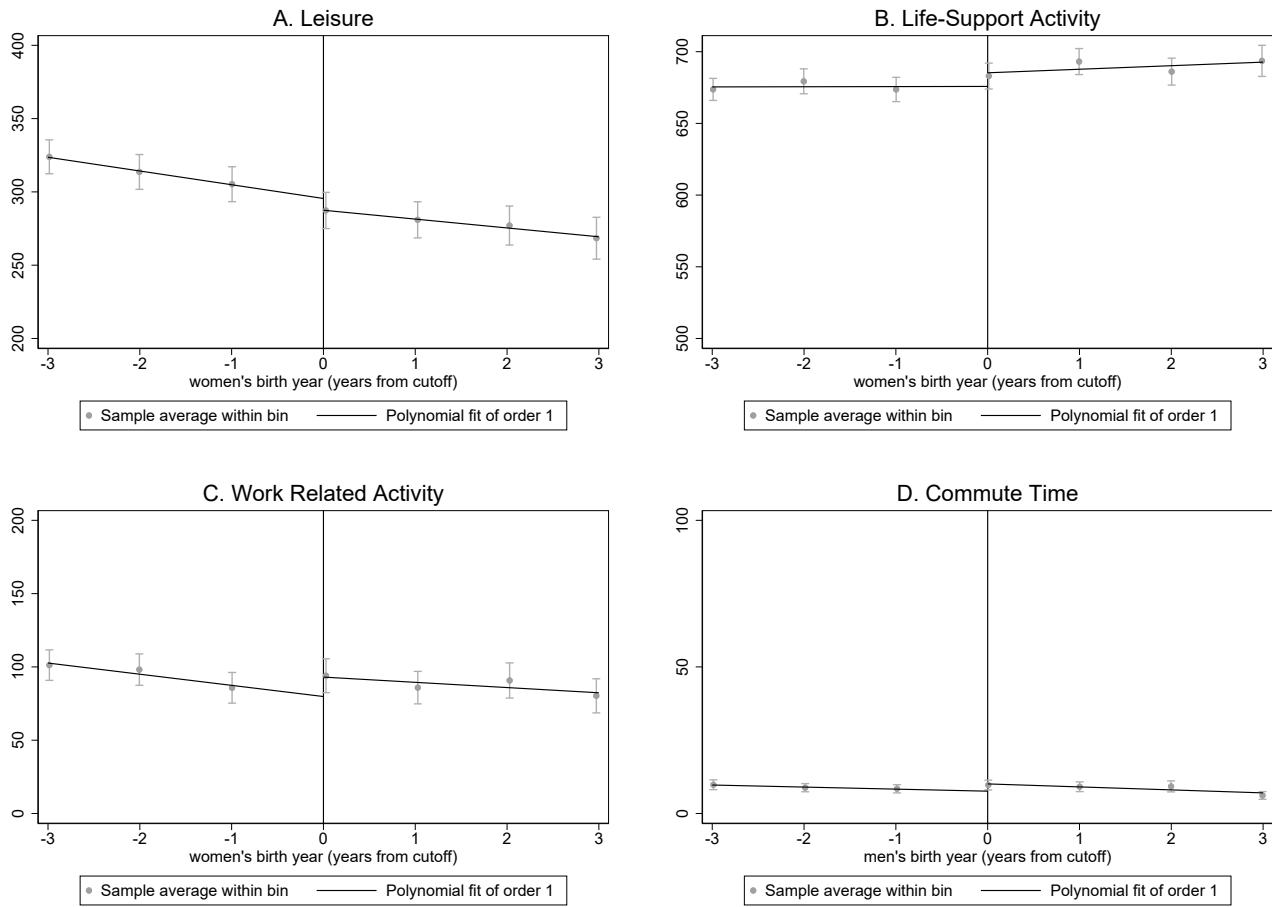 A. Leisure
400
350
300
250
200
-3 -2 -1 0 1 2 3
women's birth year (years from cutoff)
Sample average within bin Polynomial fit of order 1
B. Life-Support Activity
700
650
600
550
500
-3 -2 -1 0 1 2 3
women's birth year (years from cutoff)
Sample average within bin Polynomial fit of order 1
C. Work Related Activity
200
150
100
50
0
-3 -2 -1 0 1 2 3
women's birth year (years from cutoff)
Sample average within bin Polynomial fit of order 1
D. Commute Time
100
50
0
-3 -2 -1 0 1 2 3
men's birth year (years from cutoff)
Sample average within bin Polynomial fit of order 1